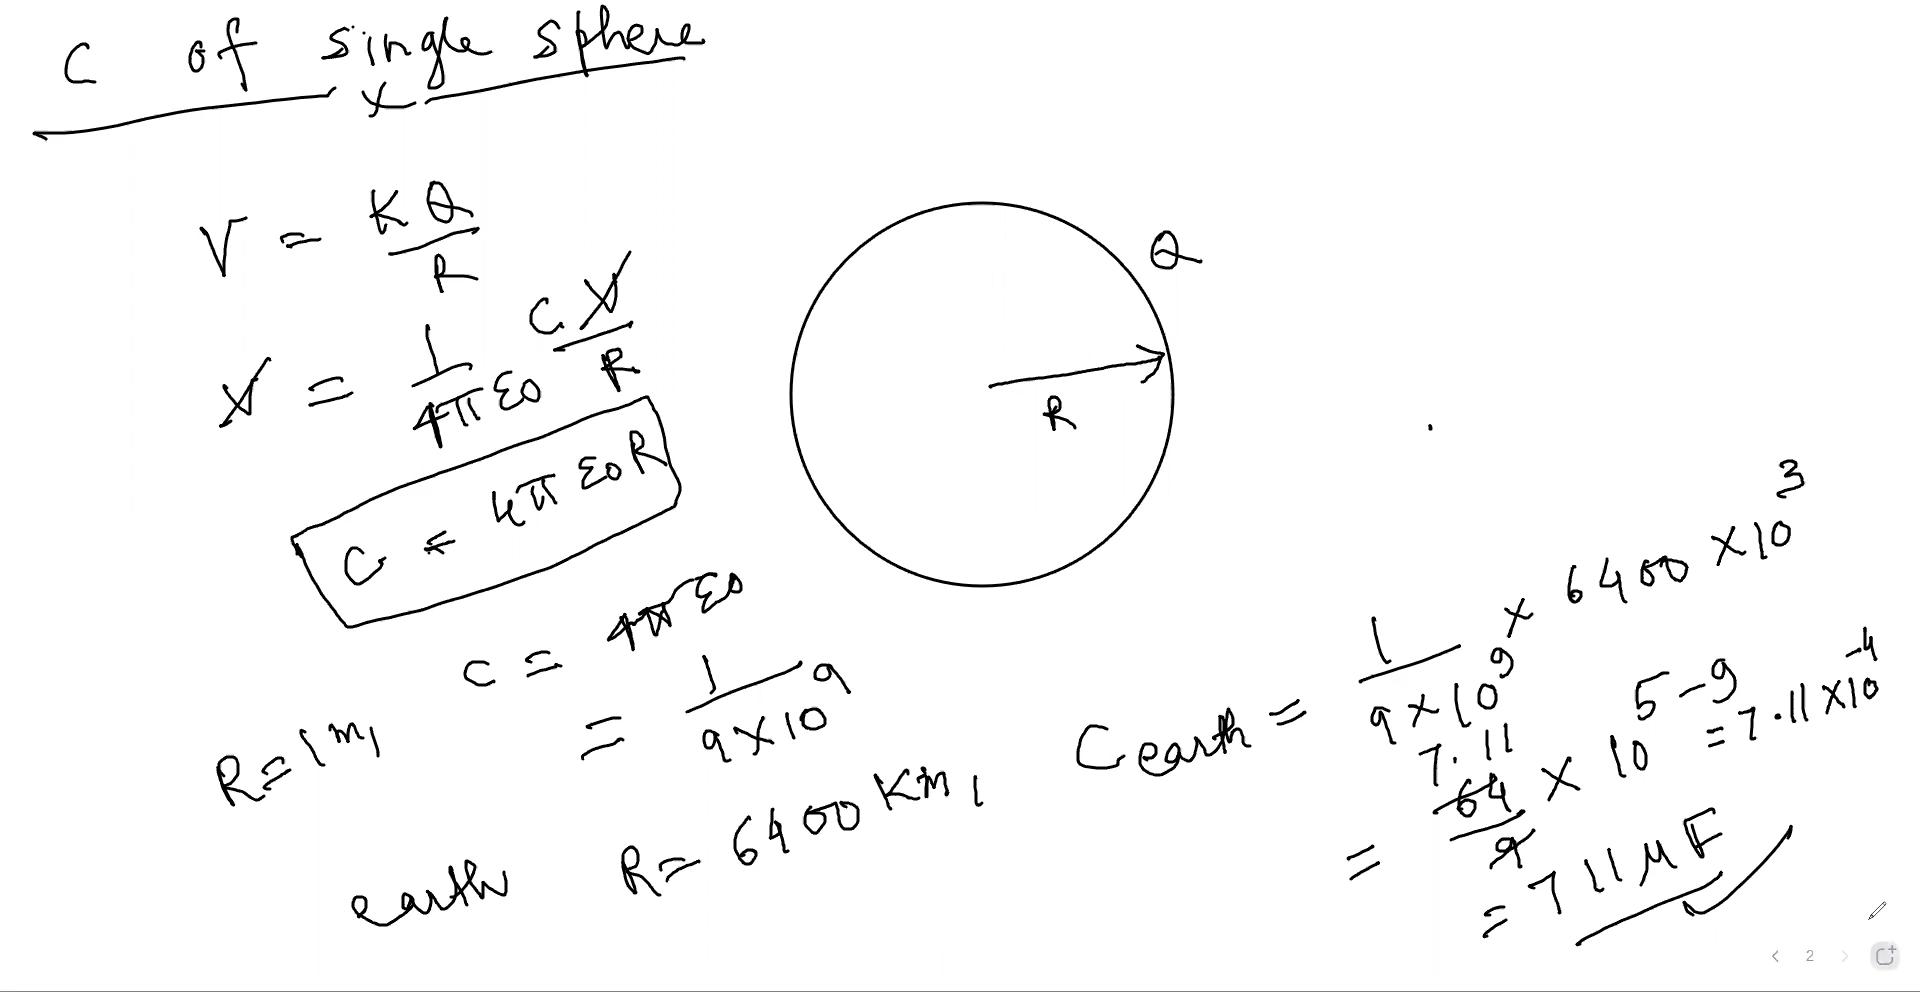 C of single sphere
x
V = KQ/R
V = 1/4πε0 CV/R
C = 4πε0R
Q
R
C = 4πε0
R=1m, = 1/9×10^9
earth R= 6400 Km,
Cearth = 1/9×10^9 × 6400 ×10^3
= 64/9 × 10^5-9 = 7.11×10^-4
7.11
= 711 μF
2